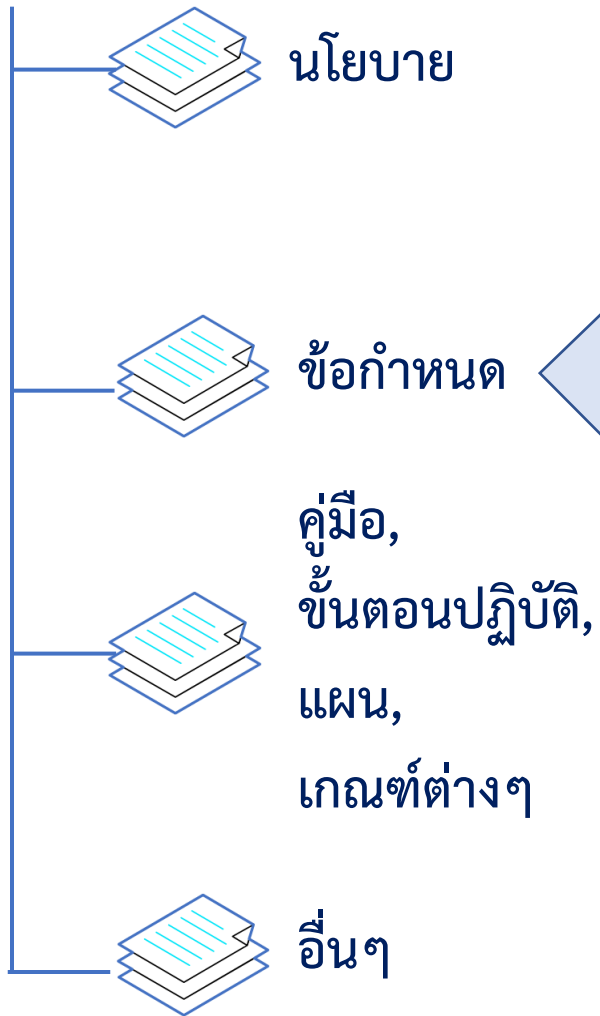 นโยบาย
ข้อกำหนด
คู่มือ,
ขั้นตอนปฏิบัติ,
แผน,
เกณฑ์ต่างๆ
อื่นๆ